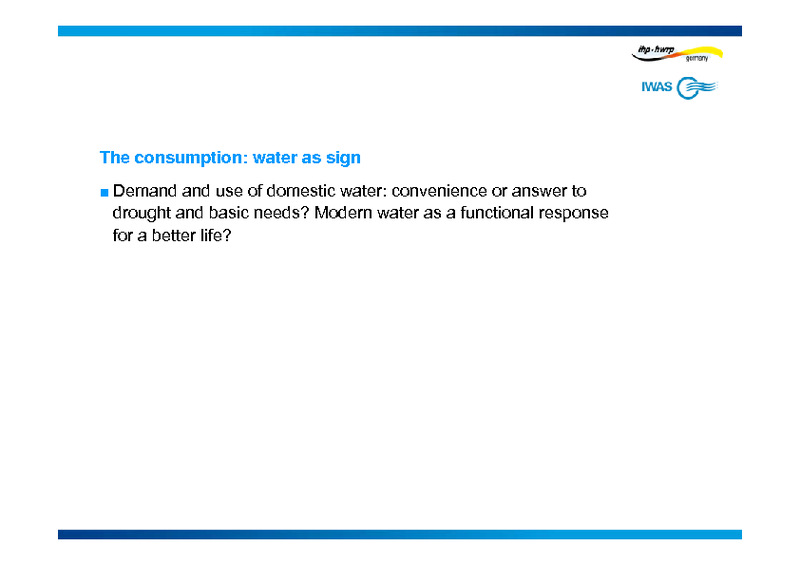 ihp - hwrp
germany
IWAS
The consumption: water as sign
Demand and use of domestic water: convenience or answer to
drought and basic needs? Modern water as a functional response
for a better life?